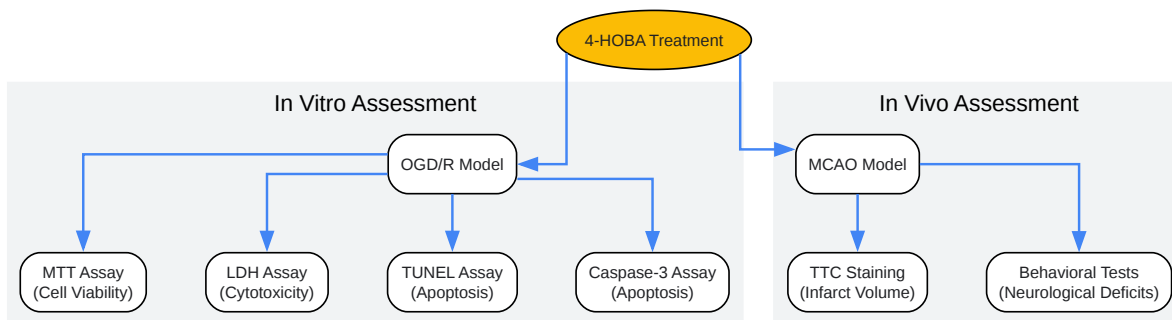 4-HOBA Treatment
In Vitro Assessment
In Vivo Assessment
OGD/R Model
MCAO Model
MTT Assay
(Cell Viability)
LDH Assay
(Cytotoxicity)
TUNEL Assay
(Apoptosis)
Caspase-3 Assay
(Apoptosis)
TTC Staining
(Infarct Volume)
Behavioral Tests
(Neurological Deficits)